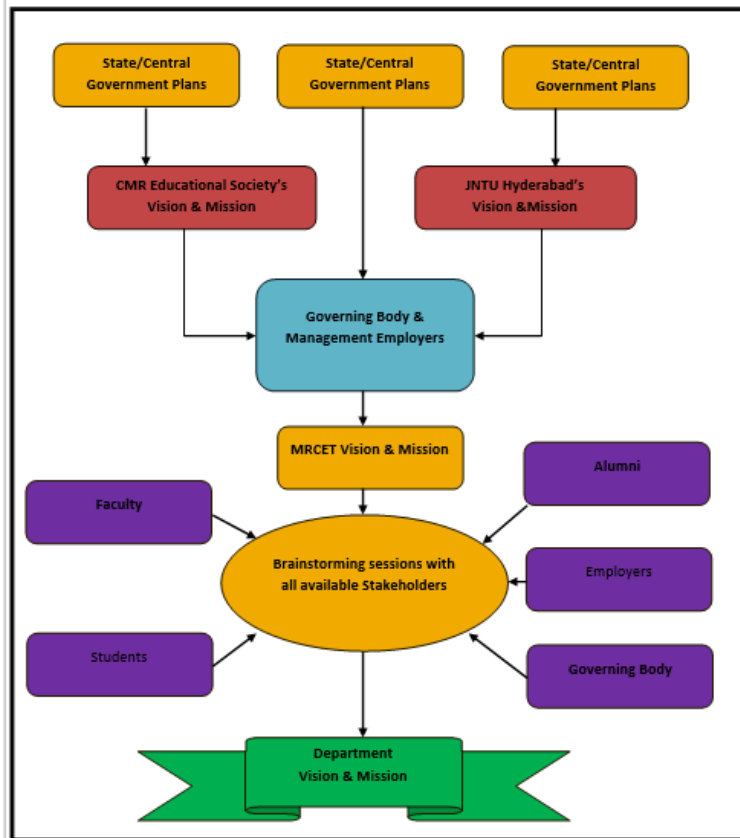 State/Central
Government Plans
State/Central
Government Plans
State/Central
Government Plans
CMR Educational Society's
Vision & Mission
JNTU Hyderabad's
Vision &Mission
Governing Body &
Management Employers
MRCET Vision & Mission
Alumni
Faculty
Brainstorming sessions with
all available Stakeholders
Employers
Students
Governing Body
Department
Vision & Mission